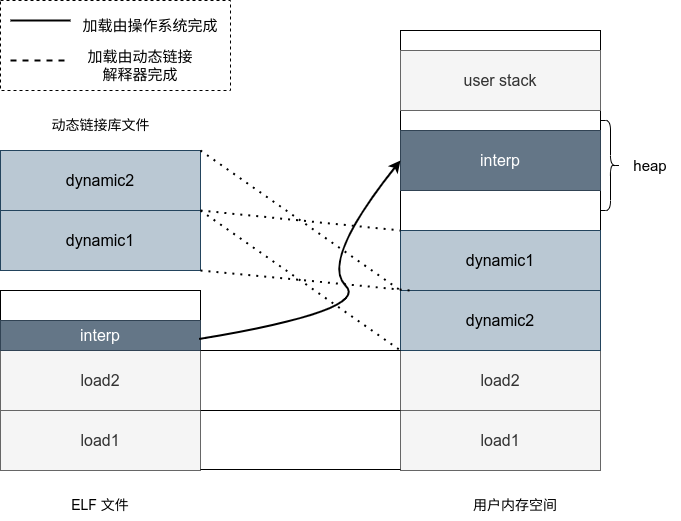 加载由操作系统完成
加载由动态链接
解释器完成
动态链接库文件
dynamic2
dynamic1
interp
load2
load1
ELF 文件
user stack
interp
heap
dynamic1
dynamic2
load2
load1
用户内存空间